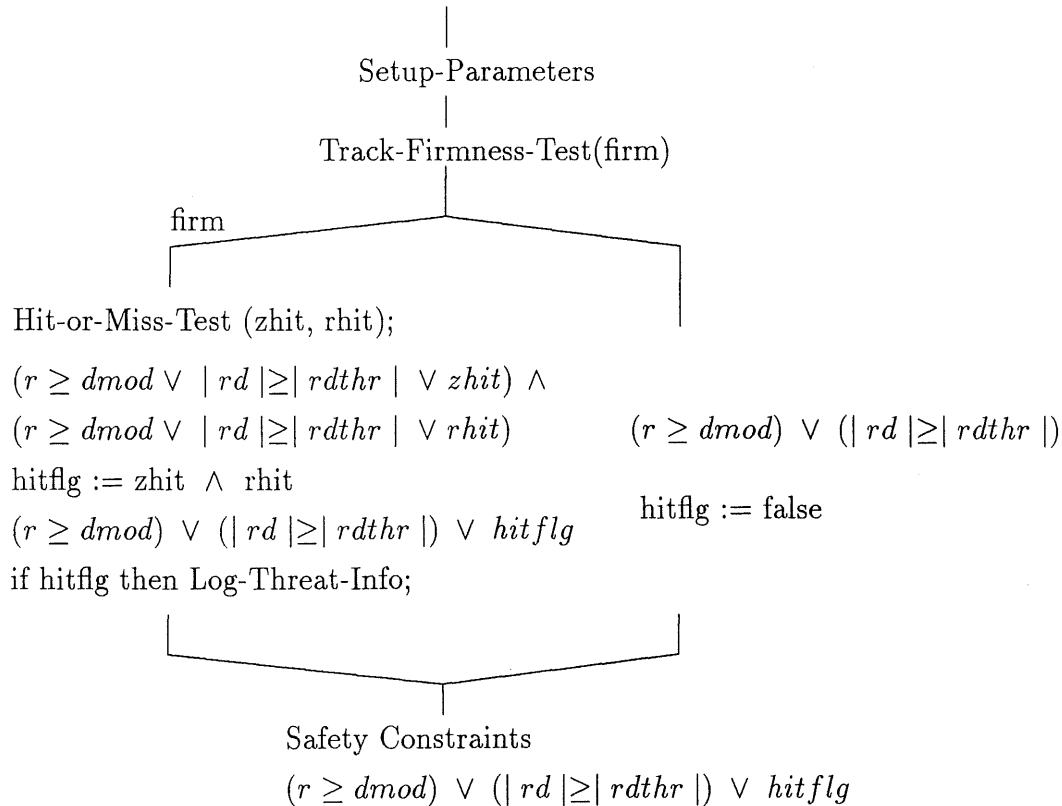 Setup-Parameters
Track-Firmness-Test(firm)
firm
Hit-or-Miss-Test (zhit, rhit);
(r ≥ dmod ∨ | rd |≥| rdthr | ∨ zhit) ∧
(r ≥ dmod ∨ | rd |≥| rdthr | ∨ rhit)
hitflg := zhit ∧ rhit
(r ≥ dmod) ∨ (| rd |≥| rdthr |) ∨ hitflg
if hitflg then Log-Threat-Info;
(r ≥ dmod) ∨ (| rd |≥| rdthr |)
hitflg := false
Safety Constraints
(r ≥ dmod) ∨ (| rd |≥| rdthr |) ∨ hitflg